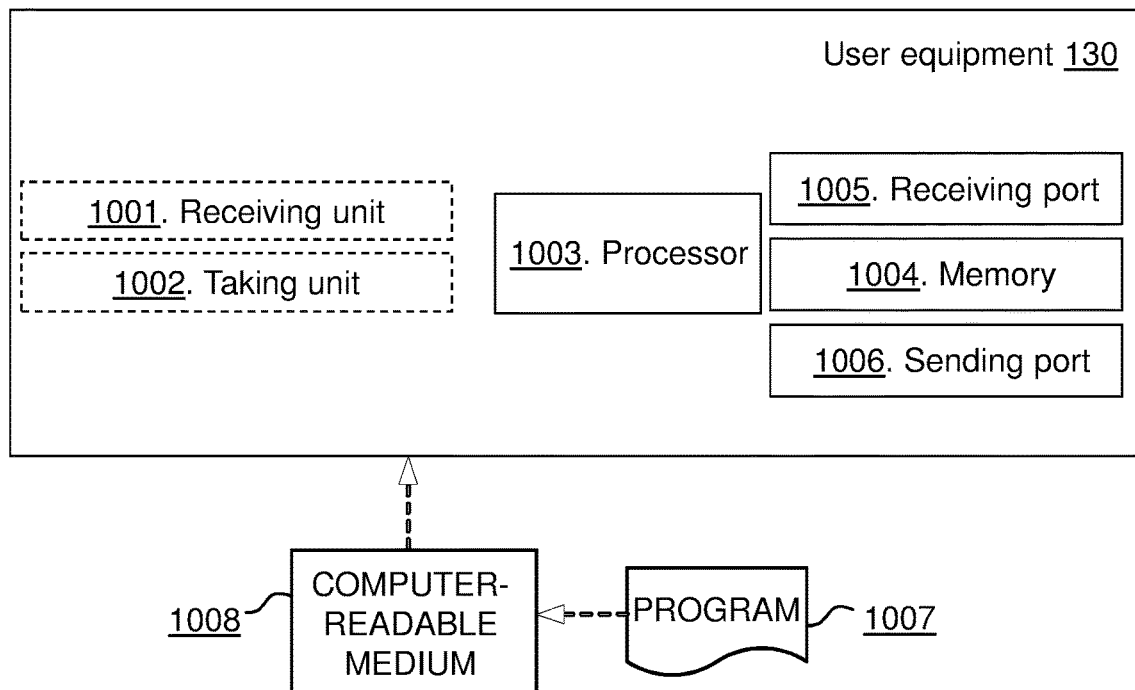 User equipment 130
1001. Receiving unit
1002. Taking unit
1003. Processor
1005. Receiving port
1004. Memory
1006. Sending port
1008
COMPUTER-
READABLE
MEDIUM
PROGRAM
1007